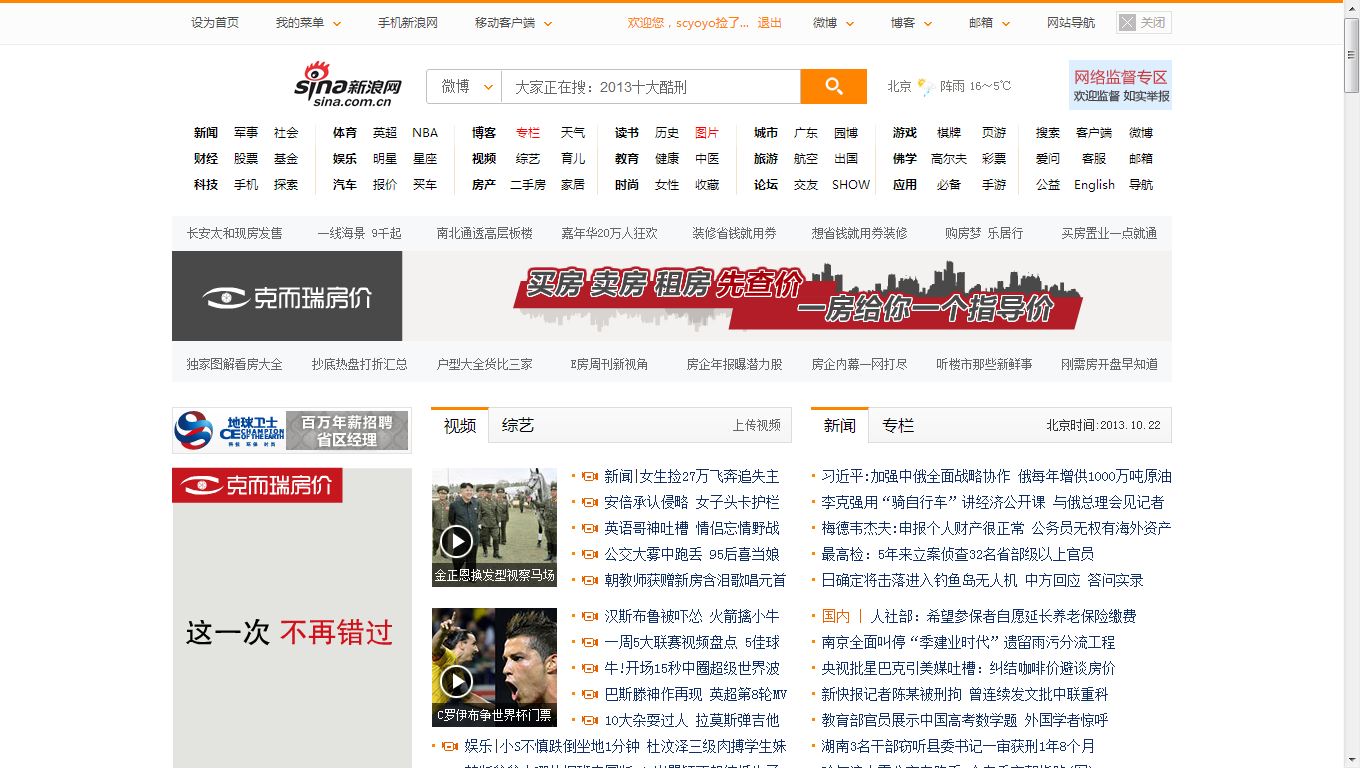 设为首页 我的菜单 手机新浪网 移动客户端 欢迎您，scyoyo捡了... 退出 微博 博客 邮箱 网站导航 关闭
sina新浪网
sina.com.cn
微博 大家正在搜：2013十大酷刑
北京 阵雨 16～5℃
网络监督专区
欢迎监督 如实举报
新闻 军事 社会 体育 英超 NBA 博客 专栏 天气 读书 历史 图片 城市 广东 园博 游戏 棋牌 页游 搜索 客户端 微博
财经 股票 基金 娱乐 明星 星座 视频 综艺 育儿 教育 健康 中医 旅游 航空 出国 佛学 高尔夫 彩票 爱问 客服 邮箱
科技 手机 探索 汽车 报价 买车 房产 二手房 家居 时尚 女性 收藏 论坛 交友 SHOW 应用 必备 手游 公益 English 导航
长安太和现房发售 一线海景 9千起 南北通透高层板楼 嘉年华20万人狂欢 装修省钱就用券 想省钱就用券装修 购房梦 乐居行 买房置业一点就通
克而瑞房价
买房 卖房 租房 先查价
一房给你一个指导价
独家图解看房大全 抄底热盘打折汇总 户型大全货比三家 E房周刊新视角 房企年报曝潜力股 房企内幕一网打尽 听楼市那些新鲜事 刚需房开盘早知道
地球卫士
CHAMPION
OF THE EARTH
百万年薪招聘
省区经理
克而瑞房价
这一次 不再错过
视频 综艺 上传视频
金正恩换发型视察马场
新闻|女生捡27万飞奔追失主
安倍承认侵略 女子头卡护栏
英语哥神吐槽 情侣忘情野战
公交大雾中跑丢 95后喜当娘
朝教师获赠新房含泪歌唱元首
C罗伊布争世界杯门票
汉斯布鲁被吓怂 火箭擒小牛
一周5大联赛视频盘点 5佳球
牛!开场15秒中圈超级世界波
巴斯滕神作再现 英超第8轮MV
10大杂耍过人 拉莫斯弹吉他
娱乐|小S不慎跌倒坐地1分钟 杜汶泽三级肉搏学生妹
新闻 专栏 北京时间:2013.10.22
习近平:加强中俄全面战略协作 俄每年增供1000万吨原油
李克强用“骑自行车”讲经济公开课 与俄总理会见记者
梅德韦杰夫:申报个人财产很正常 公务员无权有海外资产
最高检：5年来立案侦查32名省部级以上官员
日确定将击落进入钓鱼岛无人机 中方回应 答问实录
国内 | 人社部：希望参保者自愿延长养老保险缴费
南京全面叫停“季建业时代”遗留雨污分流工程
央视批星巴克引美媒吐槽：纠结咖啡价避谈房价
新快报记者陈某被刑拘 曾连续发文批中联重科
教育部官员展示中国高考数学题 外国学者惊呼
湖南3名干部窃听县委书记一审获刑1年8个月